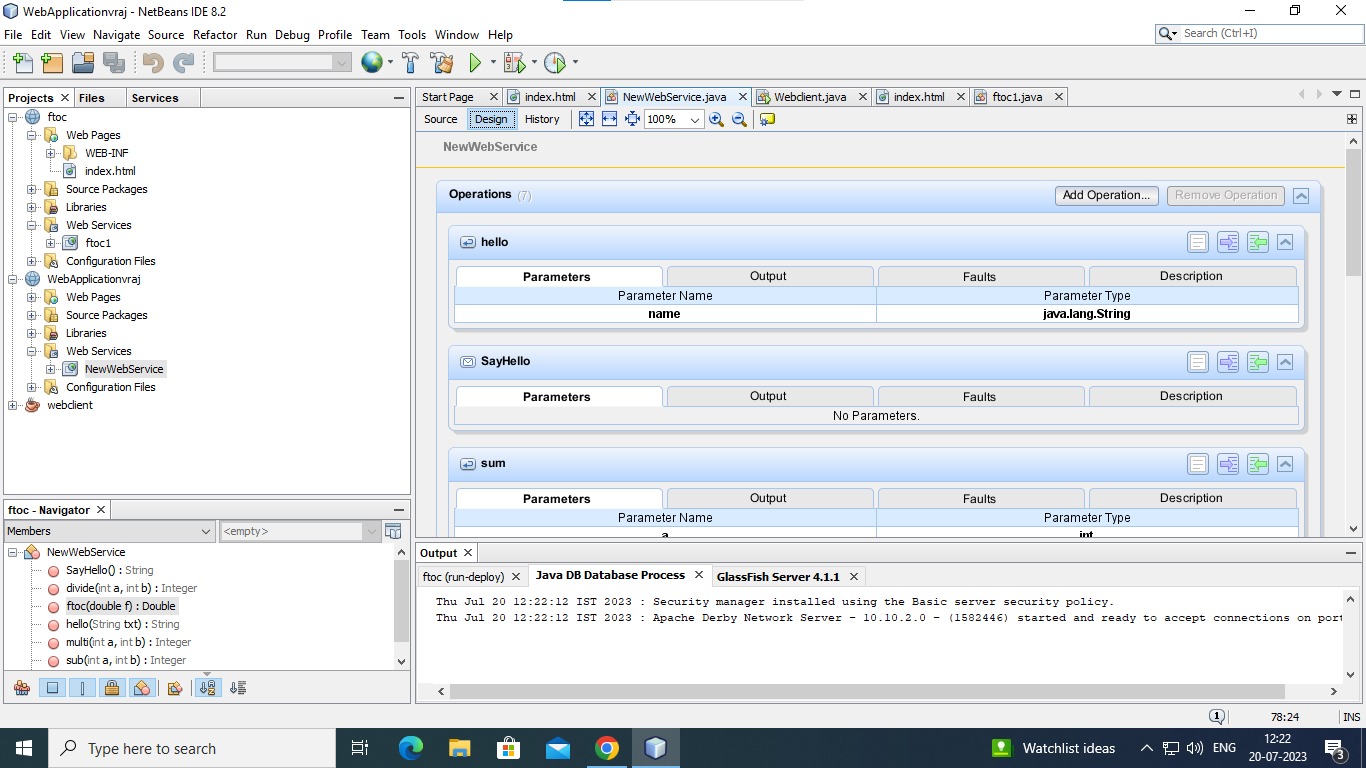 WebApplicationvraj - NetBeans IDE 8.2
File Edit View Navigate Source Refactor Run Debug Profile Team Tools Window Help
Search (Ctrl+I)
100%
Projects Files Services
ftoc
Web Pages
WEB-INF
index.html
Source Packages
Libraries
Web Services
ftoc1
Configuration Files
WebApplicationvraj
Web Pages
Source Packages
Libraries
Web Services
NewWebService
Configuration Files
webclient
ftoc - Navigator
Members <empty>
NewWebService
SayHello() : String
divide(int a, int b) : Integer
ftoc(double f) : Double
hello(String txt) : String
multi(int a, int b) : Integer
sub(int a, int b) : Integer
Start Page index.html NewWebService.java Webclient.java index.html ftoc1.java
Source Design History
NewWebService
Operations (7) Add Operation... Remove Operation
hello
Parameters Output Faults Description
Parameter Name Parameter Type
name java.lang.String
SayHello
Parameters Output Faults Description
No Parameters.
sum
Parameters Output Faults Description
Parameter Name Parameter Type
a int
Output
ftoc (run-deploy) Java DB Database Process GlassFish Server 4.1.1
Thu Jul 20 12:22:12 IST 2023 : Security manager installed using the Basic server security policy.
Thu Jul 20 12:22:12 IST 2023 : Apache Derby Network Server - 10.10.2.0 - (1582446) started and ready to accept connections on port
1 78:24 INS
Type here to search
Watchlist ideas
ENG
12:22
20-07-2023
3